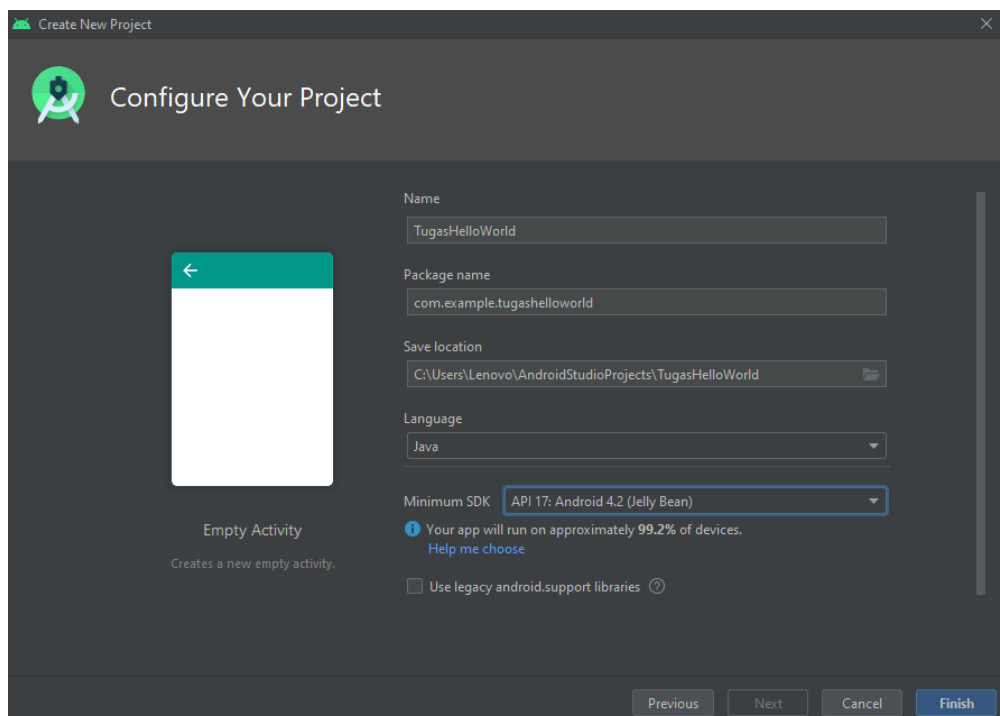 Create New Project
Configure Your Project
Name
TugasHelloWorld
Package name
com.example.tugashelloworld
Save location
C:\Users\Lenovo\AndroidStudioProjects\TugasHelloWorld
Language
Java
Minimum SDK API 17: Android 4.2 (Jelly Bean)
Your app will run on approximately 99.2% of devices.
Help me choose
Use legacy android.support libraries ?
Empty Activity
Creates a new empty activity.
Previous Next Cancel Finish